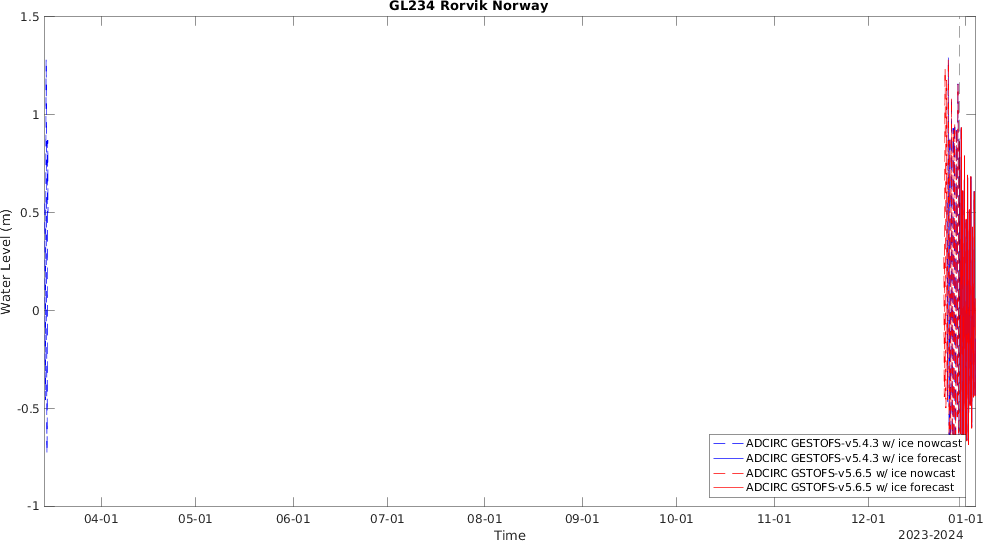 GL234 Rorvik Norway
1.5
1
0.5
0
-0.5
-1
Water Level (m)
04-01 05-01 06-01 07-01 08-01 09-01 10-01 11-01 12-01 01-01
Time
2023-2024
ADCIRC GESTOFS-v5.4.3 w/ ice nowcast
ADCIRC GESTOFS-v5.4.3 w/ ice forecast
ADCIRC GSTOFS-v5.6.5 w/ ice nowcast
ADCIRC GSTOFS-v5.6.5 w/ ice forecast